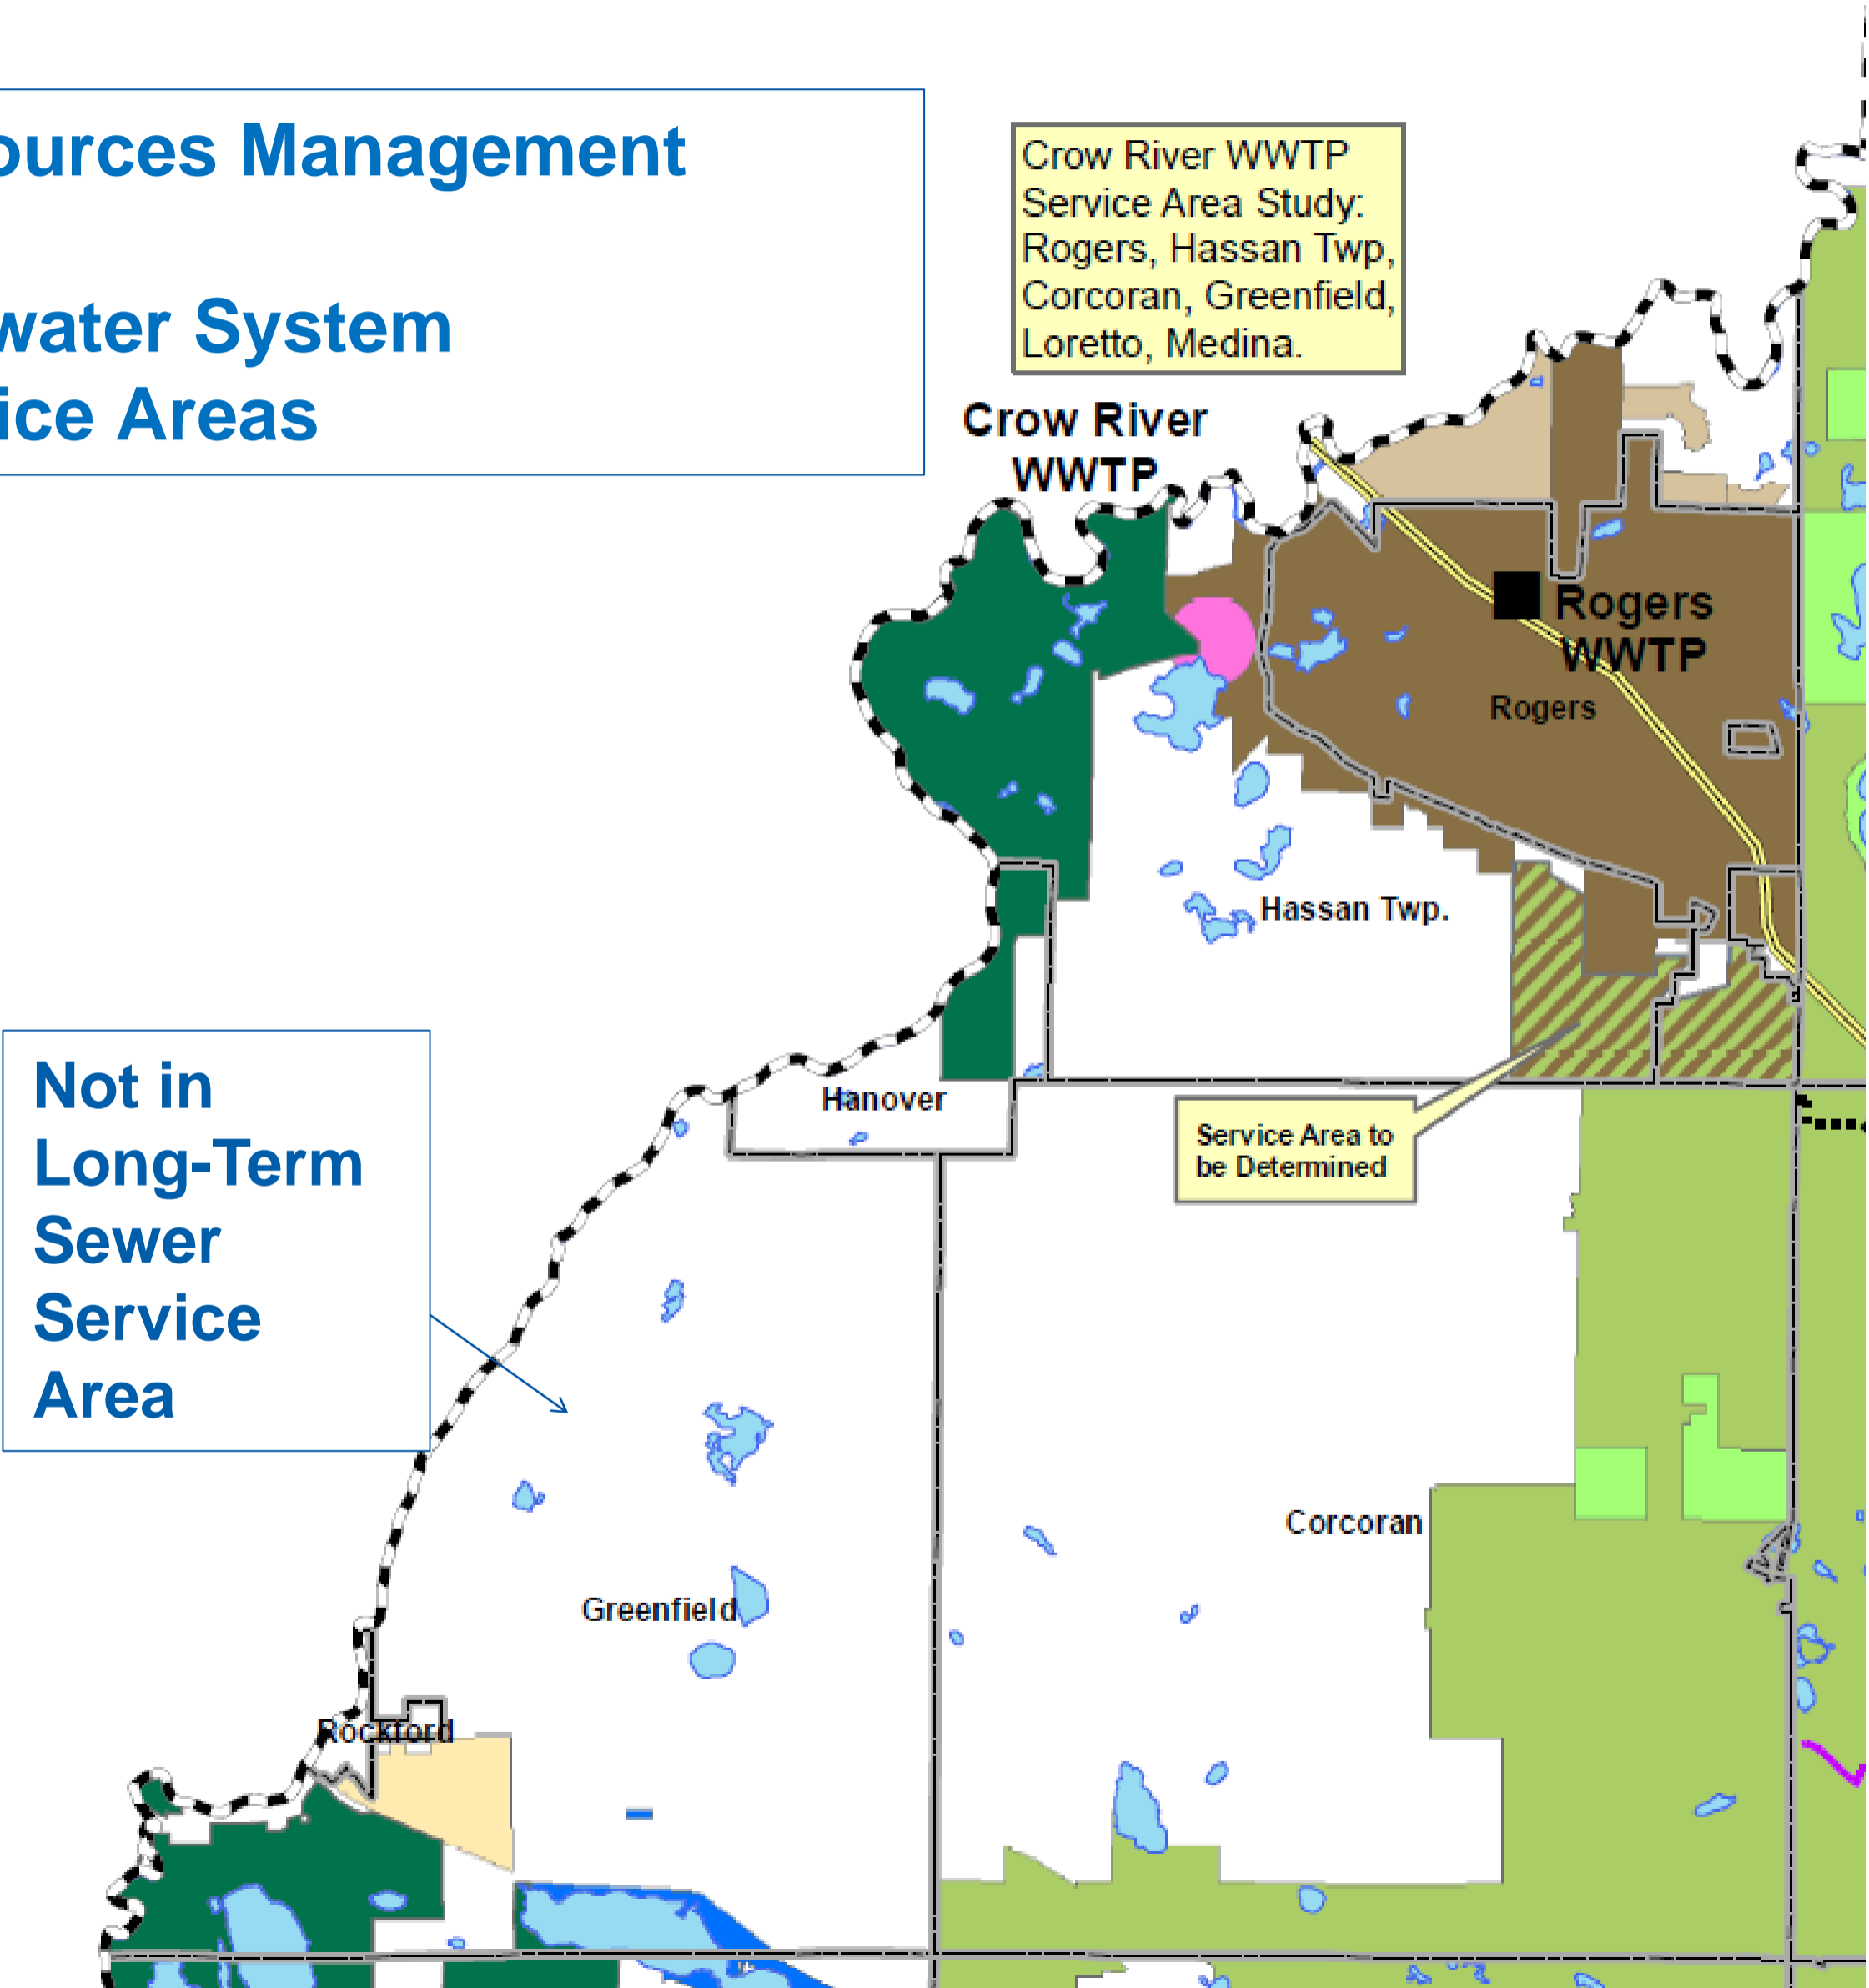 ources Management
water System
ice Areas
Crow River WWTP
Service Area Study:
Rogers, Hassan Twp,
Corcoran, Greenfield,
Loretto, Medina.
Crow River
WWTP
Rogers
WWTP
Rogers
Hassan Twp.
Not in
Long-Term
Sewer
Service
Area
Hanover
Service Area to
be Determined
Corcoran
Greenfield
Rockford